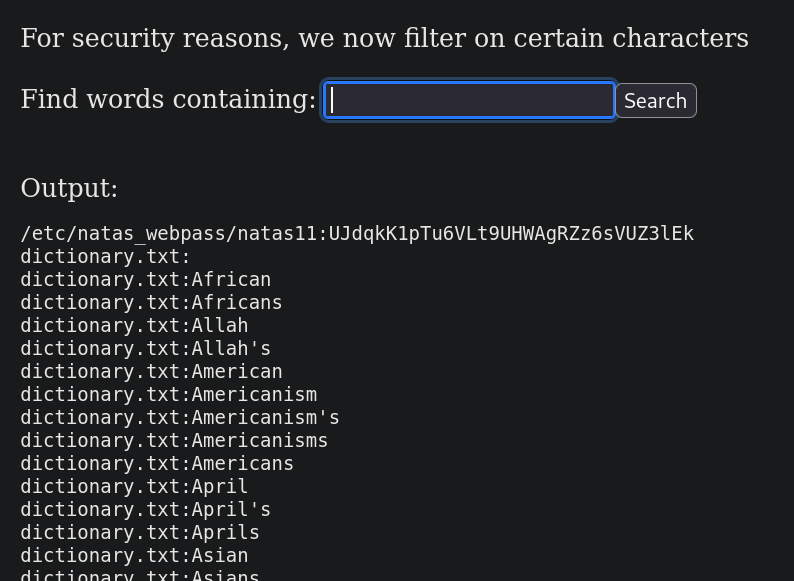 For security reasons, we now filter on certain characters
Find words containing: Search
Output:
/etc/natas_webpass/natas11:UJdqkK1pTu6VLt9UHWAgRZz6sVUZ3lEk
dictionary.txt:
dictionary.txt:African
dictionary.txt:Africans
dictionary.txt:Allah
dictionary.txt:Allah's
dictionary.txt:American
dictionary.txt:Americanism
dictionary.txt:Americanism's
dictionary.txt:Americanisms
dictionary.txt:Americans
dictionary.txt:April
dictionary.txt:April's
dictionary.txt:Aprils
dictionary.txt:Asian
dictionary.txt:Asians